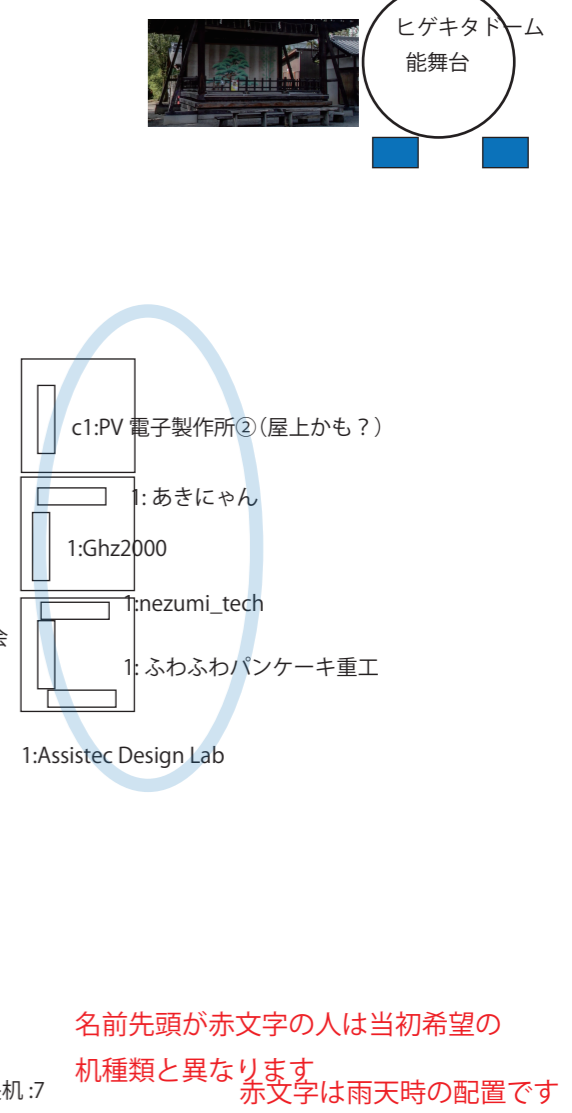 ヒゲキタドーム
能舞台
c1:PV 電子製作所②（屋上かも？）
1: あきにゃん
1:Ghz2000
1:nezumi_tech
会
1: ふわふわパンケーキ重工
1:Assistec Design Lab
名前先頭が赤文字の人は当初希望の
机種類と異なります
赤文字は雨天時の配置です
机 :7